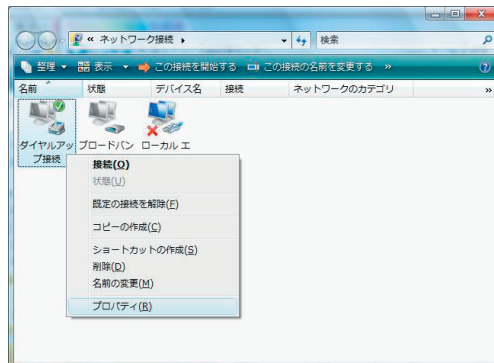 « ネットワーク接続
検索
整理 表示 この接続を開始する この接続の名前を変更する »
名前 状態 デバイス名 接続 ネットワークのカテゴリ »
ダイヤルアップ接続
ブロードバン
ローカル エ
接続(O)
状態(U)
既定の接続を解除(F)
コピーの作成(C)
ショートカットの作成(S)
削除(D)
名前の変更(M)
プロパティ(R)